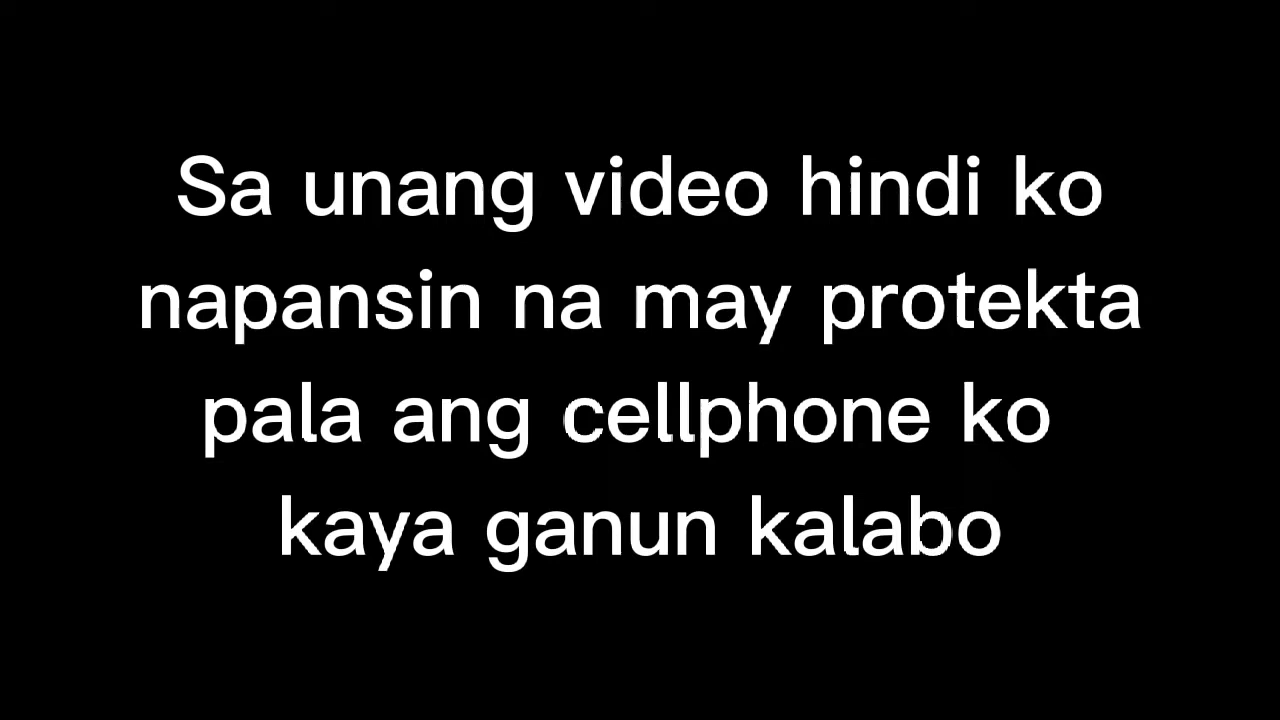 Sa unang video hindi ko
napansin na may protekta
pala ang cellphone ko
kaya ganun kalabo